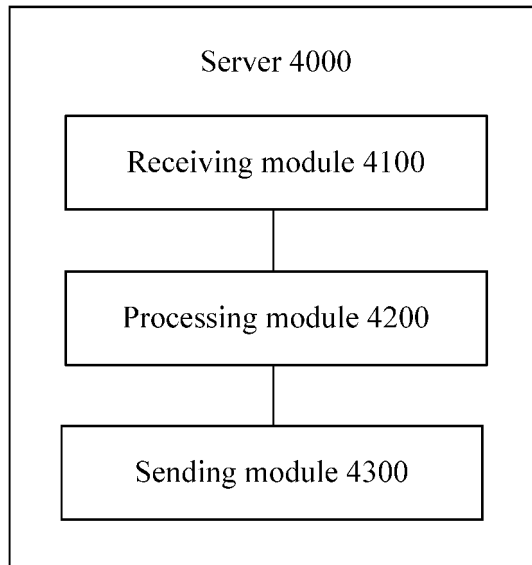 Server 4000
Receiving module 4100
Processing module 4200
Sending module 4300